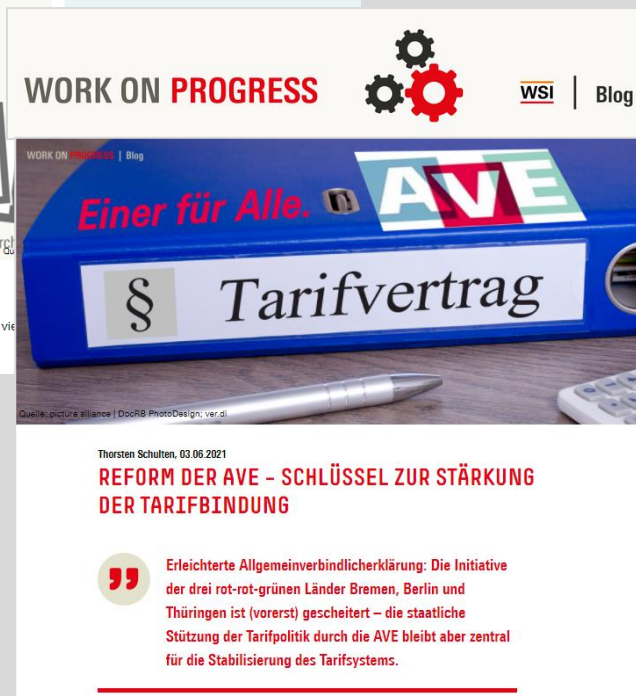 WORK ON PROGRESS
WSI | Blog
WORK ON PROGRESS | Blog
Einer für Alle.
AVE
§ Tarifvertrag
Quelle: picture alliance | DocRB PhotoDesign; ver.di
Thorsten Schulten, 03.06.2021
REFORM DER AVE – SCHLÜSSEL ZUR STÄRKUNG
DER TARIFBINDUNG
Erleichterte Allgemeinverbindlicherklärung: Die Initiative
der drei rot-rot-grünen Länder Bremen, Berlin und
Thüringen ist (vorerst) gescheitert – die staatliche
Stützung der Tarifpolitik durch die AVE bleibt aber zentral
für die Stabilisierung des Tarifsystems.